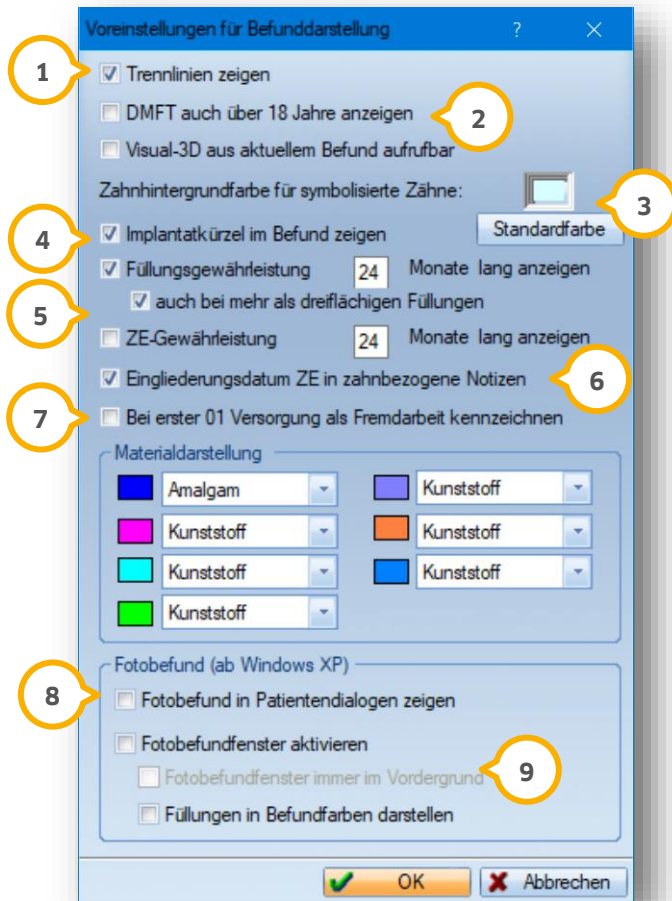 Voreinstellungen für Befunddarstellung ? ×
1 Trennlinien zeigen
DMFT auch über 18 Jahre anzeigen 2
Visual-3D aus aktuellem Befund aufrufbar
Zahnhintergrundfarbe für symbolisierte Zähne: 3
4 Implantatkürzel im Befund zeigen Standardfarbe
Füllungsgewährleistung 24 Monate lang anzeigen
5 auch bei mehr als dreiflächigen Füllungen
ZE-Gewährleistung 24 Monate lang anzeigen
Eingliederungsdatum ZE in zahnbezogene Notizen 6
7 Bei erster 01 Versorgung als Fremdarbeit kennzeichnen
Materialdarstellung
Amalgam Kunststoff
Kunststoff Kunststoff
Kunststoff Kunststoff
Kunststoff
Fotobefund (ab Windows XP)
8 Fotobefund in Patientendialogen zeigen
Fotobefundfenster aktivieren
Fotobefundfenster immer im Vordergrund 9
Füllungen in Befundfarben darstellen
OK Abbrechen